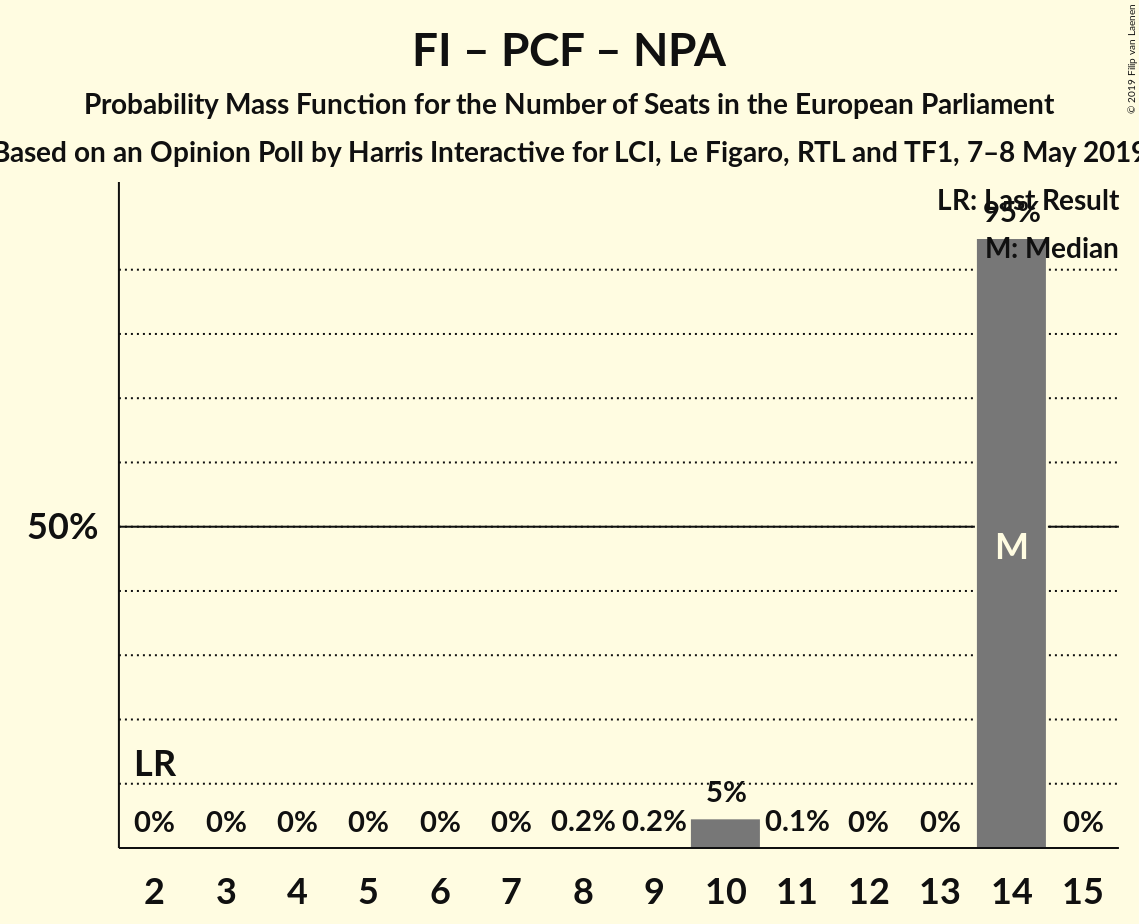 FI – PCF – NPA
Probability Mass Function for the Number of Seats in the European Parliament
Based on an Opinion Poll by Harris Interactive for LCI, Le Figaro, RTL and TF1, 7–8 May 2019
© 2019 Filip van Laenen
LR: Last Result
95%
M: Median
50%
M
LR
5%
0% 0% 0% 0% 0% 0% 0.2% 0.2% 0.1% 0% 0% 0%
2 3 4 5 6 7 8 9 10 11 12 13 14 15